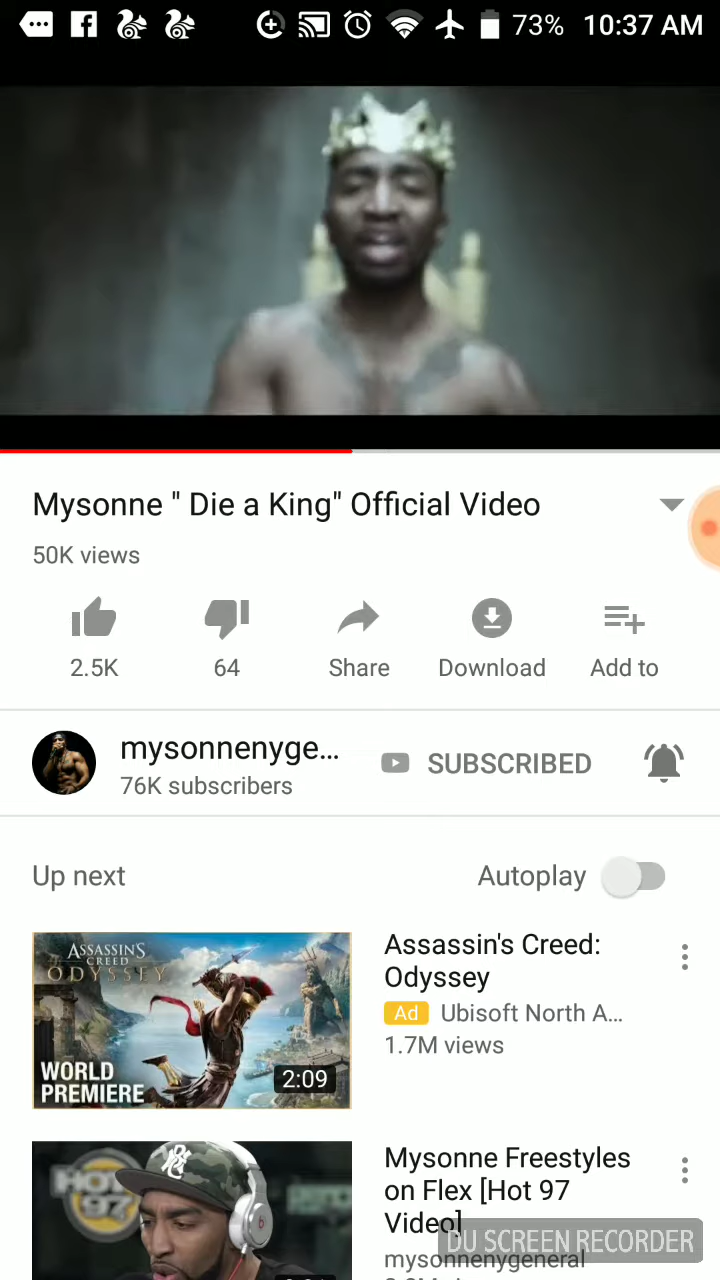 73% 10:37 AM
Mysonne " Die a King" Official Video
50K views
2.5K 64 Share Download Add to
mysonnenyge...
76K subscribers
SUBSCRIBED
Up next Autoplay
ASSASSIN'S
CREED
ODYSSEY
WORLD
PREMIERE
2:09
Assassin's Creed:
Odyssey
Ad Ubisoft North A...
1.7M views
HOT
97
Mysonne Freestyles
on Flex [Hot 97
Video]
mysonnenygeneral
DU SCREEN RECORDER